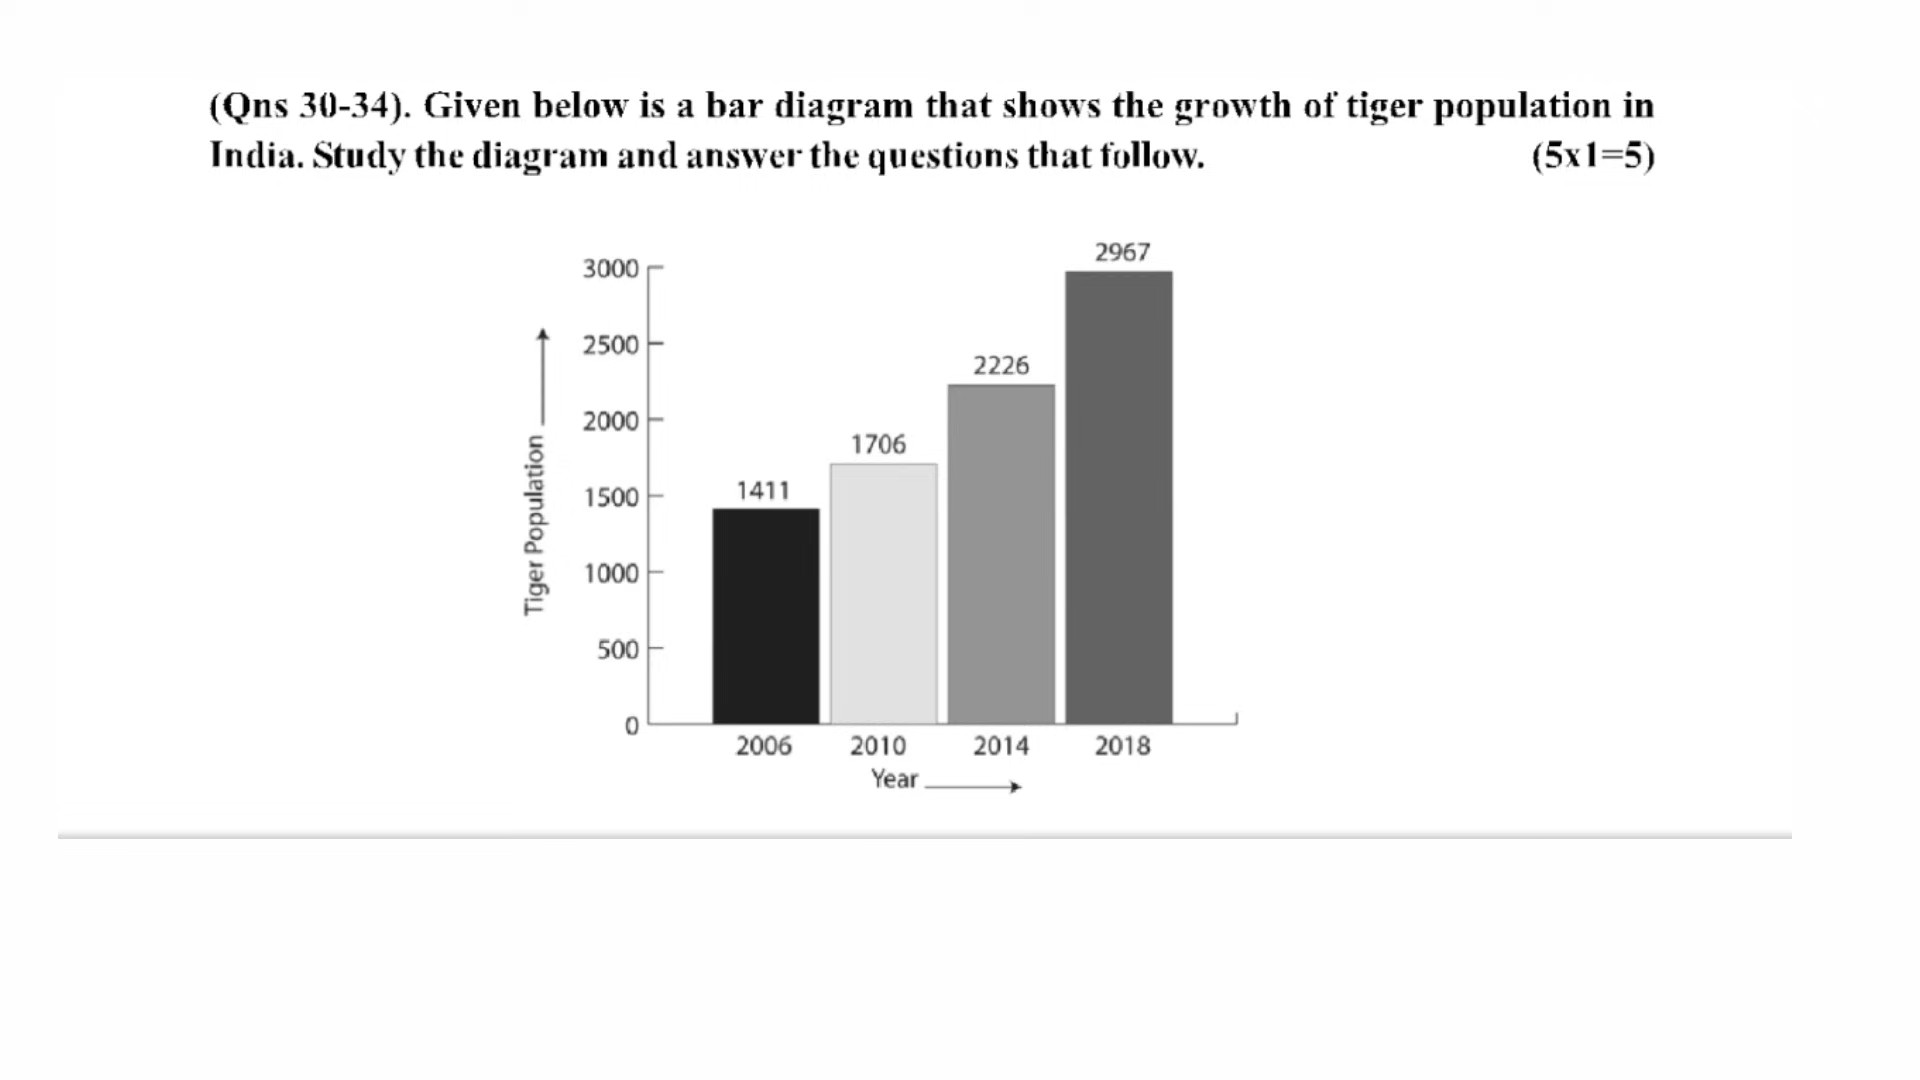 (Qns 30-34). Given below is a bar diagram that shows the growth of tiger population in
India. Study the diagram and answer the questions that follow. (5x1=5)
2967
3000
2500
2226
2000
1706
1500
1411
1000
500
0
Tiger Population
2006 2010 2014 2018
Year